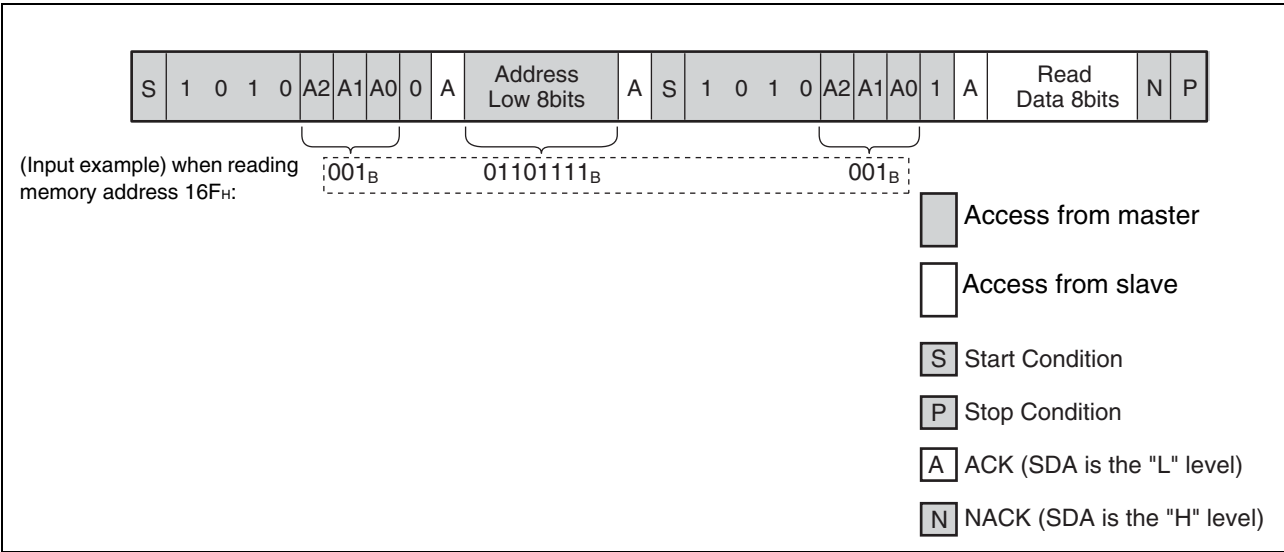 S 1 0 1 0 A2 A1 A0 0 A Address Low 8bits A S 1 0 1 0 A2 A1 A0 1 A Read Data 8bits N P
(Input example) when reading
memory address 16FH:
001B 01101111B 001B
Access from master
Access from slave
S Start Condition
P Stop Condition
A ACK (SDA is the "L" level)
N NACK (SDA is the "H" level)